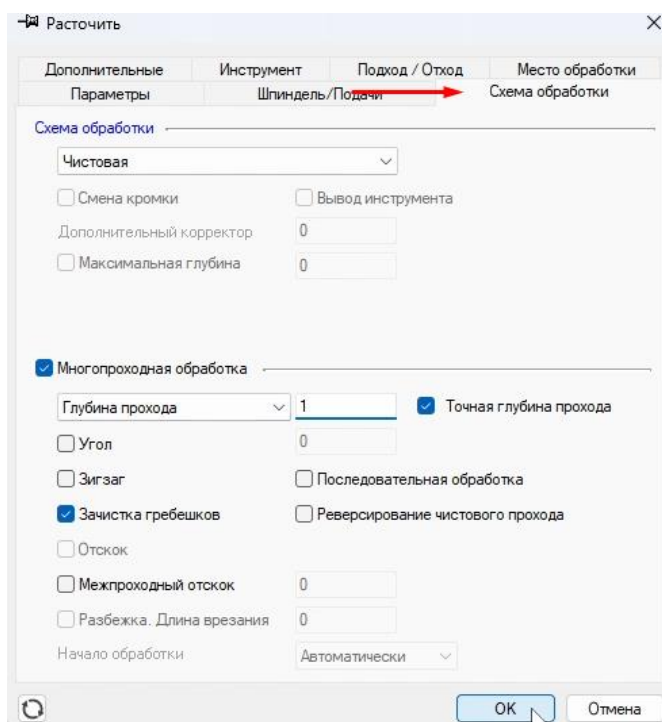 Расточить
Дополнительные Инструмент Подход / Отход Место обработки
Параметры Шпиндель/Подачи Схема обработки
Схема обработки
Чистовая
Смена кромки Вывод инструмента
Дополнительный корректор 0
Максимальная глубина 0
Многопроходная обработка
Глубина прохода 1 Точная глубина прохода
Угол 0
Зигзаг Последовательная обработка
Зачистка гребешков Реверсирование чистового прохода
Отскок
Межпроходный отскок 0
Разбежка. Длина врезания 0
Начало обработки Автоматически
OK Отмена